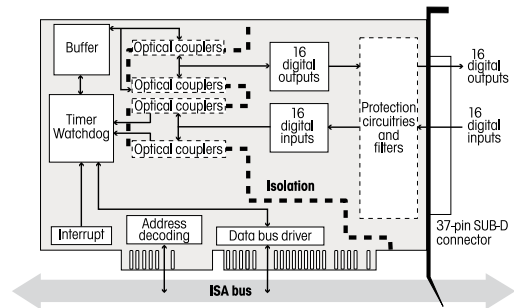 Buffer
Optical couplers
16
digital
outputs
16
digital
outputs
Optical couplers
Optical couplers
Timer
Watchdog
16
digital
inputs
Protection
circuitries
and
filters
16
digital
inputs
Optical couplers
Isolation
Interrupt
Address
decoding
Data bus driver
37-pin SUB-D
connector
ISA bus